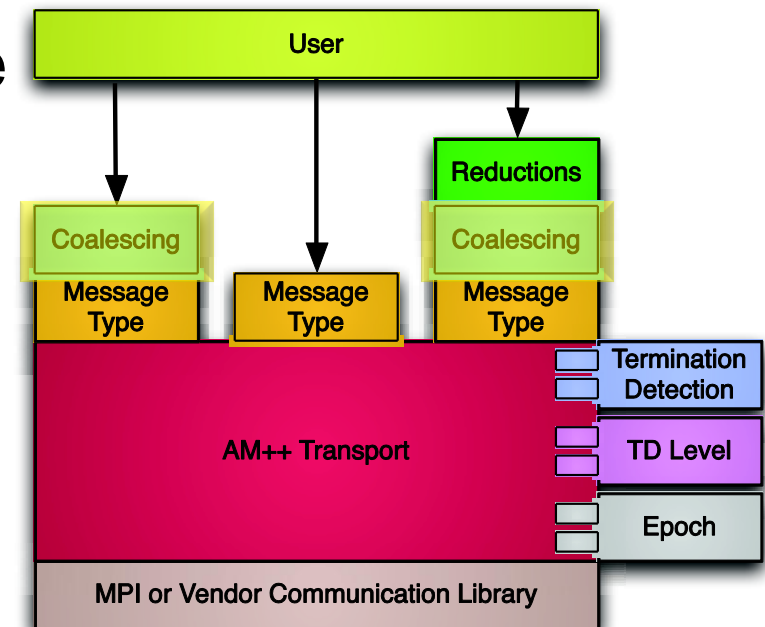 e
User
Reductions
Coalescing
Coalescing
Message
Type
Message
Type
Message
Type
Termination
Detection
AM++ Transport
TD Level
Epoch
MPI or Vendor Communication Library